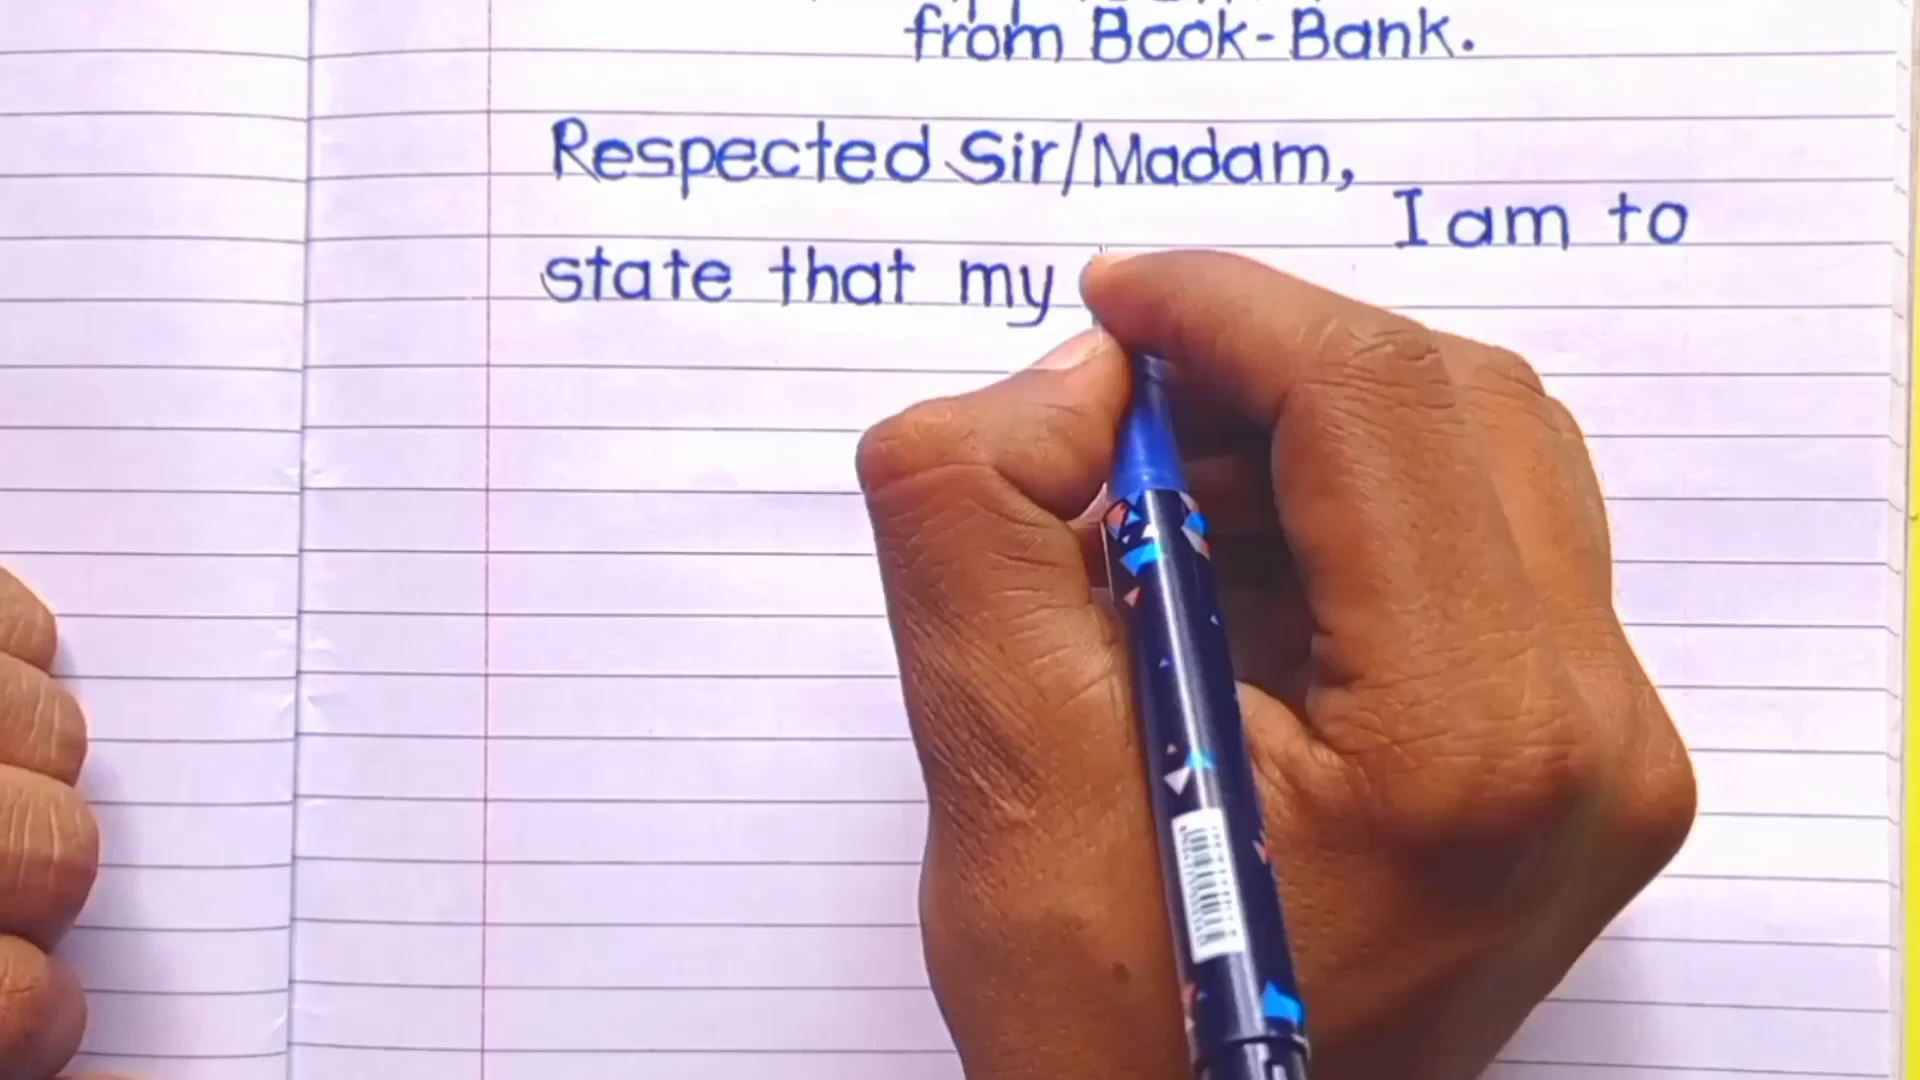 from Book-Bank.
Respected Sir/Madam,
I am to
state that my